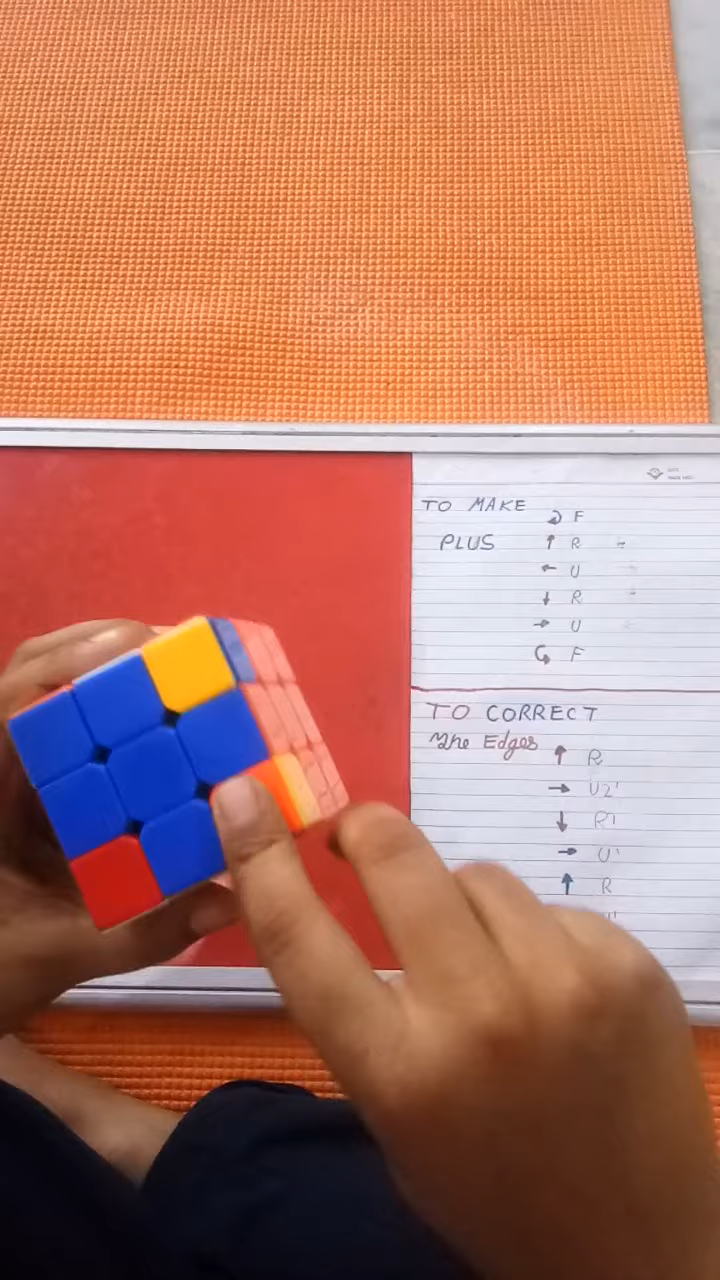 TO MAKE
PLUS
F
↑ R
← U
↓ R
→ U
F
TO CORRECT
The Edges
↑ R
→ U2'
↓ R'
→ U'
↑ R